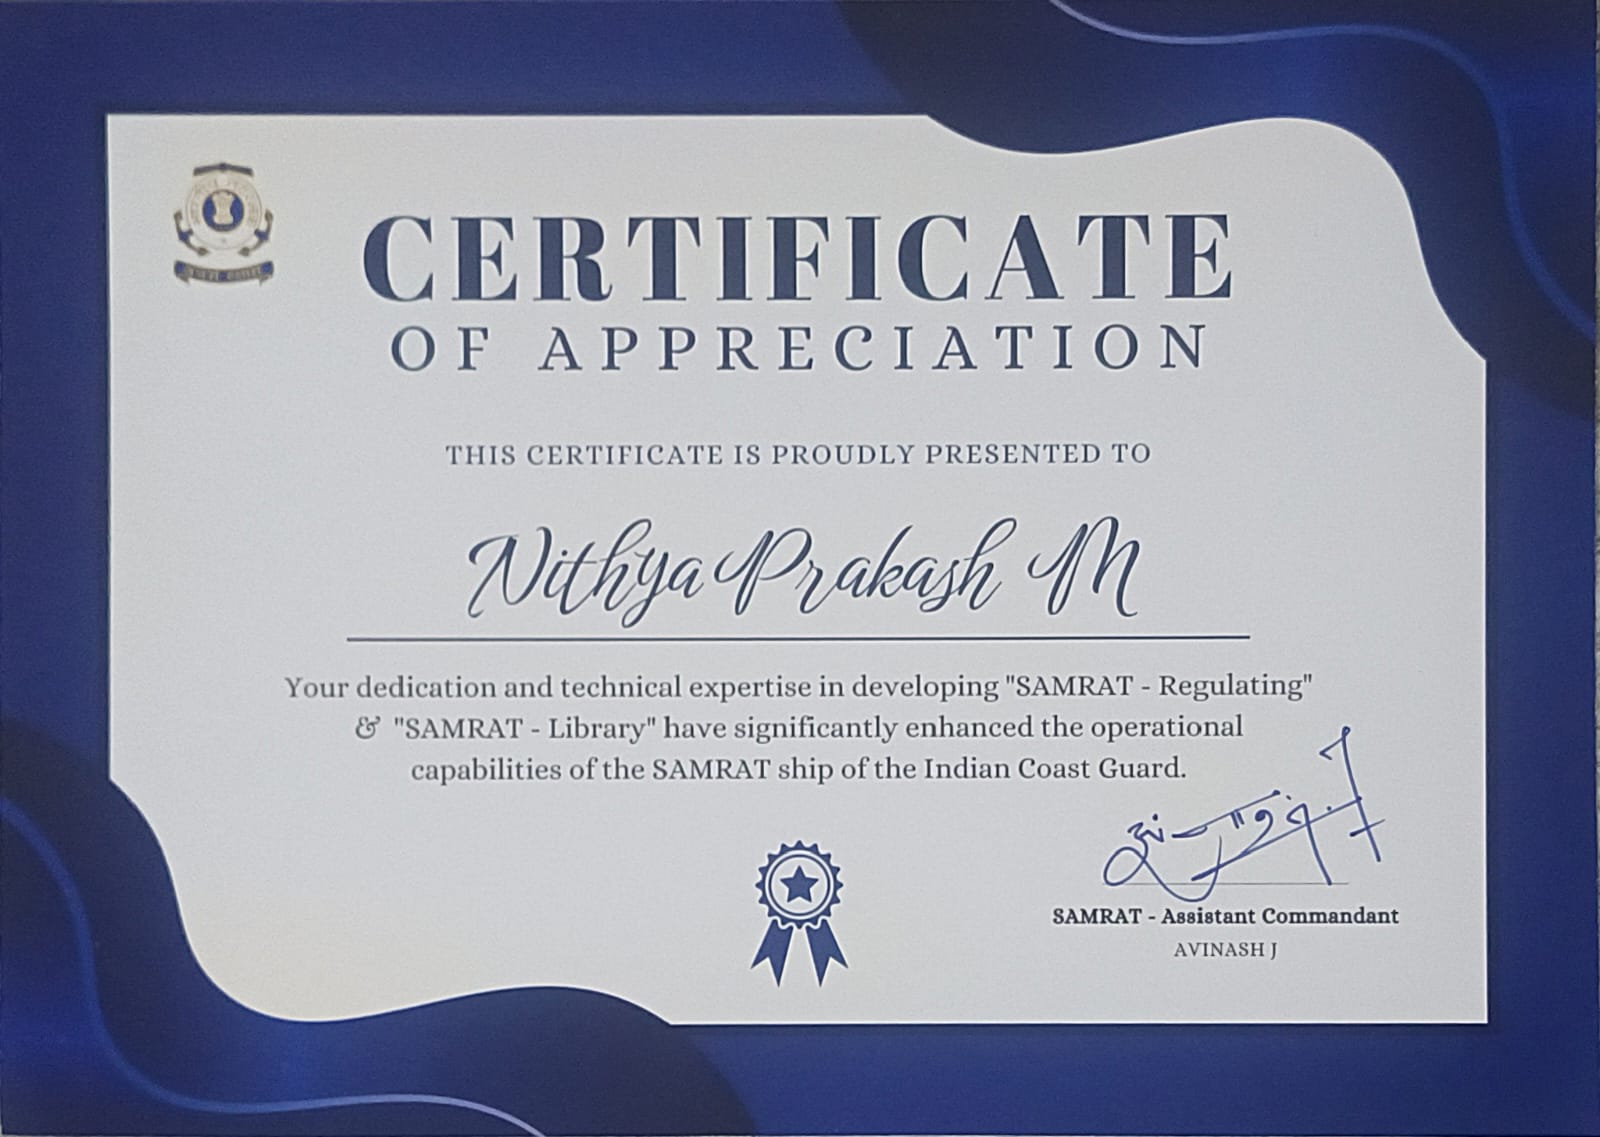 CERTIFICATE
OF APPRECIATION
THIS CERTIFICATE IS PROUDLY PRESENTED TO
Nithya Prakash M
Your dedication and technical expertise in developing "SAMRAT - Regulating"
& "SAMRAT - Library" have significantly enhanced the operational
capabilities of the SAMRAT ship of the Indian Coast Guard.
SAMRAT - Assistant Commandant
AVINASH J